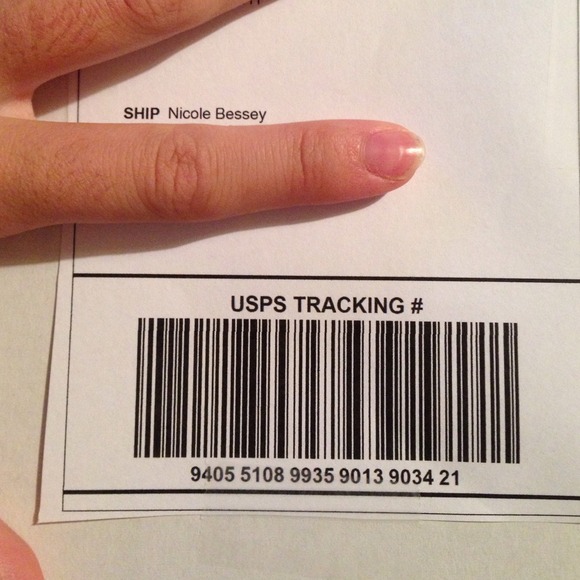 SHIP Nicole Bessey
USPS TRACKING #
9405 5108 9935 9013 9034 21